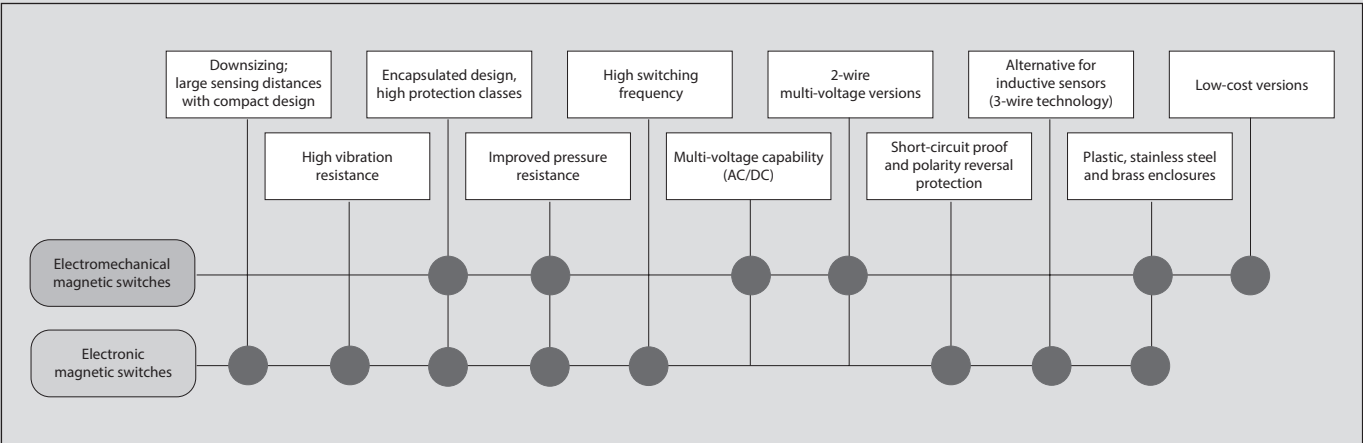 Downsizing;
large sensing distances
with compact design
Encapsulated design,
high protection classes
High switching
frequency
2-wire
multi-voltage versions
Alternative for
inductive sensors
(3-wire technology)
Low-cost versions
High vibration
resistance
Improved pressure
resistance
Multi-voltage capability
(AC/DC)
Short-circuit proof
and polarity reversal
protection
Plastic, stainless steel
and brass enclosures
Electromechanical
magnetic switches
Electronic
magnetic switches